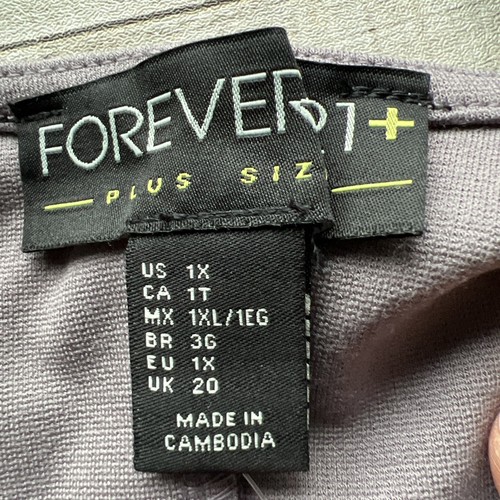 FOREVER 21+
PLUS SIZ
US 1X
CA 1T
MX 1XL/1EG
BR 3G
EU 1X
UK 20
MADE IN
CAMBODIA